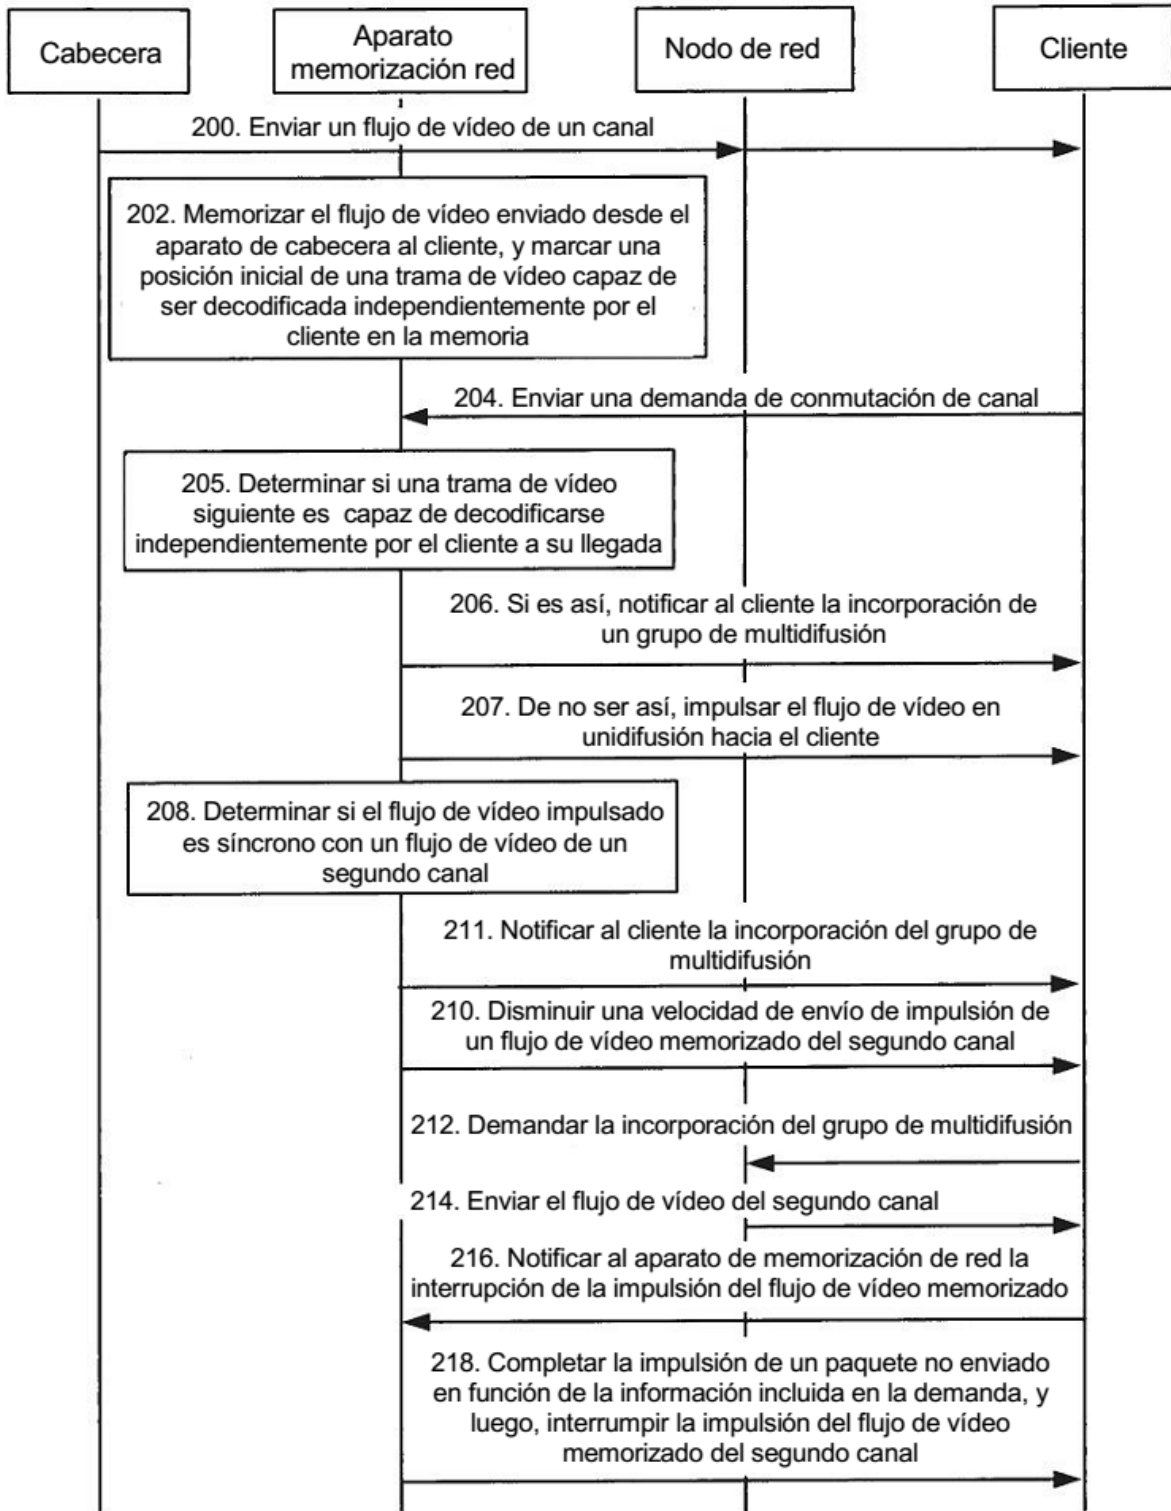 Cabecera
Aparato
memorización red
Nodo de red
Cliente
200. Enviar un flujo de vídeo de un canal
202. Memorizar el flujo de vídeo enviado desde el
aparato de cabecera al cliente, y marcar una
posición inicial de una trama de vídeo capaz de
ser decodificada independientemente por el
cliente en la memoria
204. Enviar una demanda de conmutación de canal
205. Determinar si una trama de vídeo
siguiente es capaz de decodificarse
independientemente por el cliente a su llegada
206. Si es así, notificar al cliente la incorporación de
un grupo de multidifusión
207. De no ser así, impulsar el flujo de vídeo en
unidifusión hacia el cliente
208. Determinar si el flujo de vídeo impulsado
es síncrono con un flujo de vídeo de un
segundo canal
211. Notificar al cliente la incorporación del grupo de
multidifusión
210. Disminuir una velocidad de envío de impulsión de
un flujo de vídeo memorizado del segundo canal
212. Demandar la incorporación del grupo de multidifusión
214. Enviar el flujo de vídeo del segundo canal
216. Notificar al aparato de memorización de red la
interrupción de la impulsión del flujo de vídeo memorizado
218. Completar la impulsión de un paquete no enviado
en función de la información incluida en la demanda, y
luego, interrumpir la impulsión del flujo de vídeo
memorizado del segundo canal